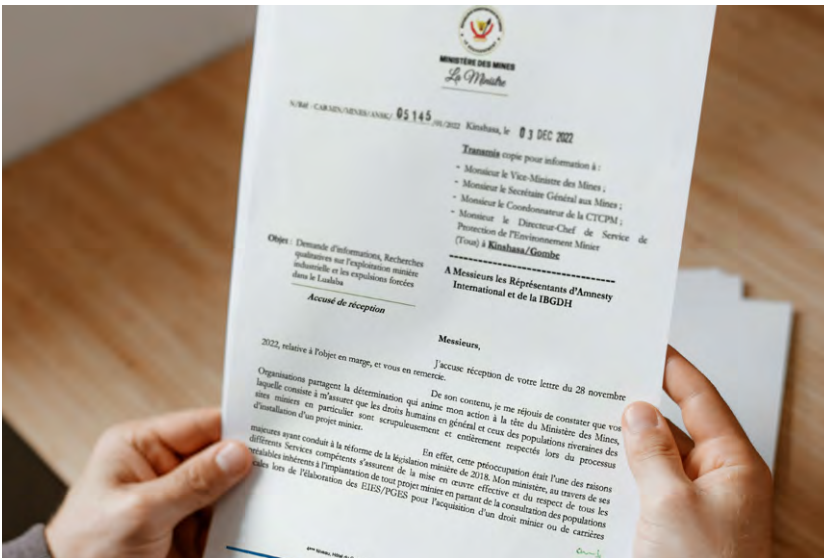 MINISTÈRE DES MINES
La Ministre
N/Réf : CAB.MIN/MINES/ANSK/ 05145 /01/2022 Kinshasa, le 03 DEC 2022
Transmis copie pour information à :
- Monsieur le Vice-Ministre des Mines ;
- Monsieur le Secrétaire Général aux Mines ;
- Monsieur le Coordonnateur de la CTCPM ;
- Monsieur le Directeur-Chef de Service de
Protection de l'Environnement Minier
(Tous) à Kinshasa/Gombe
Objet : Demande d'informations, Recherches
qualitatives sur l'exploitation minière
industrielle et les expulsions forcées
dans le Lualaba
Accusé de réception
A Messieurs les Réprésentants d'Amnesty
International et de la IBGDH
Messieurs,
J'accuse réception de votre lettre du 28 novembre
2022, relative à l'objet en marge, et vous en remercie.
De son contenu, je me réjouis de constater que vos
Organisations partagent la détermination qui anime mon action à la tête du Ministère des Mines,
laquelle consiste à m'assurer que les droits humains en général et ceux des populations riveraines des
sites miniers en particulier sont scrupuleusement et entièrement respectés lors du processus
d'installation d'un projet minier.
En effet, cette préoccupation était l'une des raisons
majeures ayant conduit à la réforme de la législation minière de 2018. Mon ministère, au travers de ses
différents Services compétents s'assurent de la mise en œuvre effective et du respect de tous les
préalables inhérents à l'implantation de tout projet minier en partant de la consultation des populations
locales lors de l'élaboration des EIES/PGES pour l'acquisition d'un droit minier ou de carrières